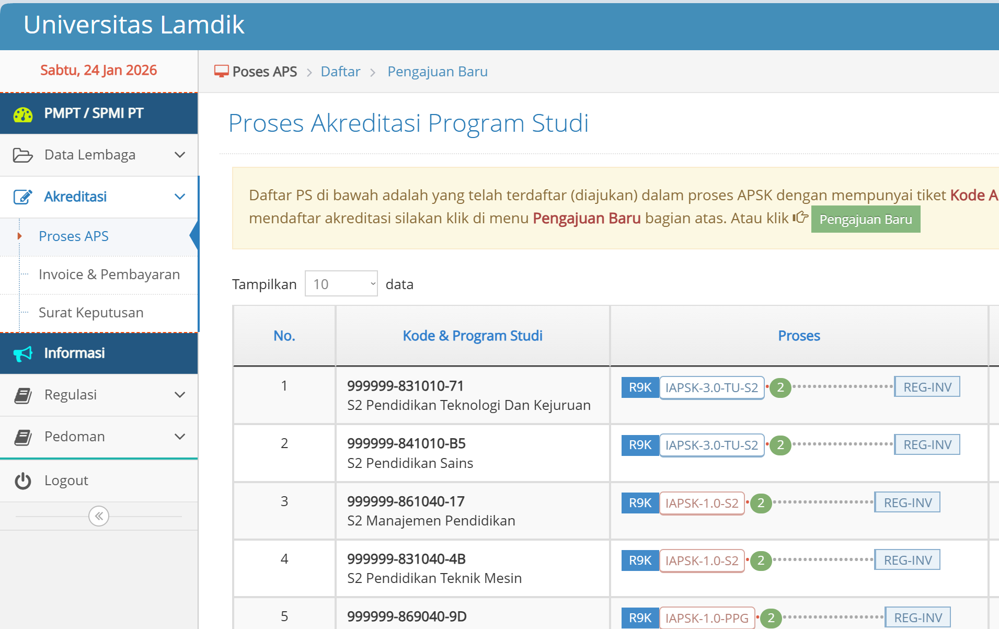 Universitas Lamdik
Sabtu, 24 Jan 2026
PMPT / SPMI PT
Data Lembaga
Akreditasi
Proses APS
Invoice & Pembayaran
Surat Keputusan
Informasi
Regulasi
Pedoman
Logout
Poses APS > Daftar > Pengajuan Baru
Proses Akreditasi Program Studi
Daftar PS di bawah adalah yang telah terdaftar (diajukan) dalam proses APSK dengan mempunyai tiket Kode A
mendaftar akreditasi silakan klik di menu Pengajuan Baru bagian atas. Atau klik Pengajuan Baru
Tampilkan 10 data
No. Kode & Program Studi Proses
1 999999-831010-71 R9K IAPSK-3.0-TU-S2 2 REG-INV
S2 Pendidikan Teknologi Dan Kejuruan
2 999999-841010-B5 R9K IAPSK-3.0-TU-S2 2 REG-INV
S2 Pendidikan Sains
3 999999-861040-17 R9K IAPSK-1.0-S2 2 REG-INV
S2 Manajemen Pendidikan
4 999999-831040-4B R9K IAPSK-1.0-S2 2 REG-INV
S2 Pendidikan Teknik Mesin
5 999999-869040-9D R9K IAPSK-1.0-PPG 2 REG-INV